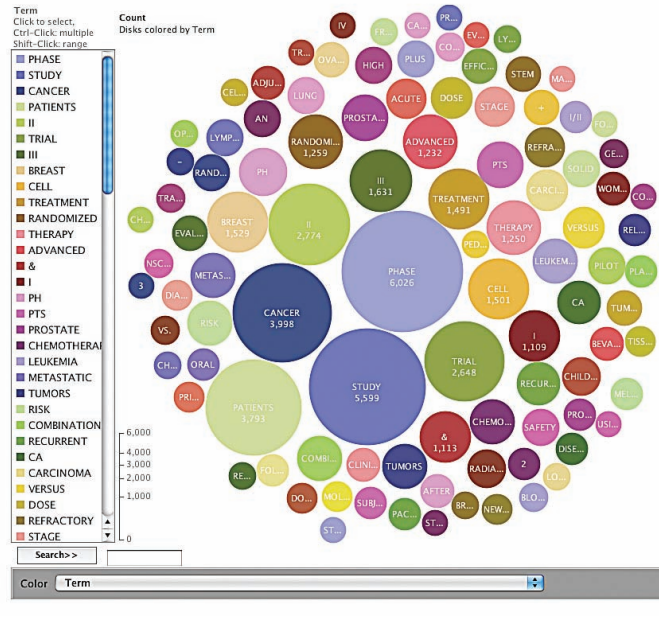 Term
Click to select,
Ctrl-Click: multiple
Shift-Click: range
Count
Disks colored by Term
PHASE
STUDY
CANCER
PATIENTS
II
TRIAL
III
BREAST
CELL
TREATMENT
RANDOMIZED
THERAPY
ADVANCED
&
I
PH
PTS
PROSTATE
CHEMOTHERAI
LEUKEMIA
METASTATIC
TUMORS
RISK
COMBINATION
RECURRENT
CA
CARCINOMA
VERSUS
DOSE
REFRACTORY
STAGE
Search>>
6,000
4,000
3,000
2,000
1,000
0
IV
FR...
CA...
PR...
EV...
LY...
TR...
OVA...
HIGH
PLUS
CO...
EFFIC...
STEM
MA...
CEL...
ADJU...
LUNG
ACUTE
DOSE
STAGE
+
I/II
FO...
OP...
LYMP...
AN
RANDOMI...
1,259
PROSTA...
ADVANCED
1,232
REFRA...
GE...
–
RAND...
PH
III
1,631
PTS
SOLID
CARCI...
WOM...
CO...
TRA...
TREATMENT
1,491
CH...
EVAL...
BREAST
1,529
II
2,774
THERAPY
1,250
VERSUS
REL...
PED...
NSC...
METAS...
PHASE
6,026
LEUKEM...
PILOT
PLA...
3
DIA...
CELL
1,501
CA
TUM...
CANCER
3,998
VS.
RISK
I
1,109
BEVA...
TISS...
CH...
ORAL
STUDY
5,599
TRIAL
2,648
RECUR...
CHILD...
MEL...
PRI...
PATIENTS
3,793
CHEMO...
SAFETY
PRO...
USI...
&
1,113
DISE...
RE...
FOL...
COMBI...
CLINI...
TUMORS
RADIA...
2
LO...
DO...
MOL...
SUBJ...
AFTER
BR...
NEW...
BLO...
PAC...
ST...
ST...
Color
Term